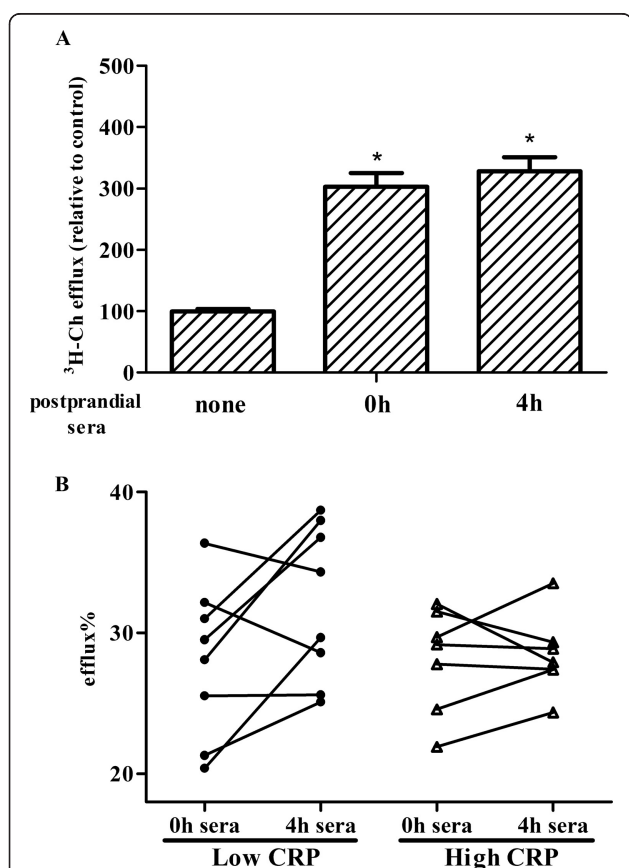 A
500
400
300
200
100
0
³H-Ch efflux (relative to control)
* *
postprandial sera
none 0h 4h
B
40
30
20
efflux%
0h sera 4h sera 0h sera 4h sera
Low CRP High CRP